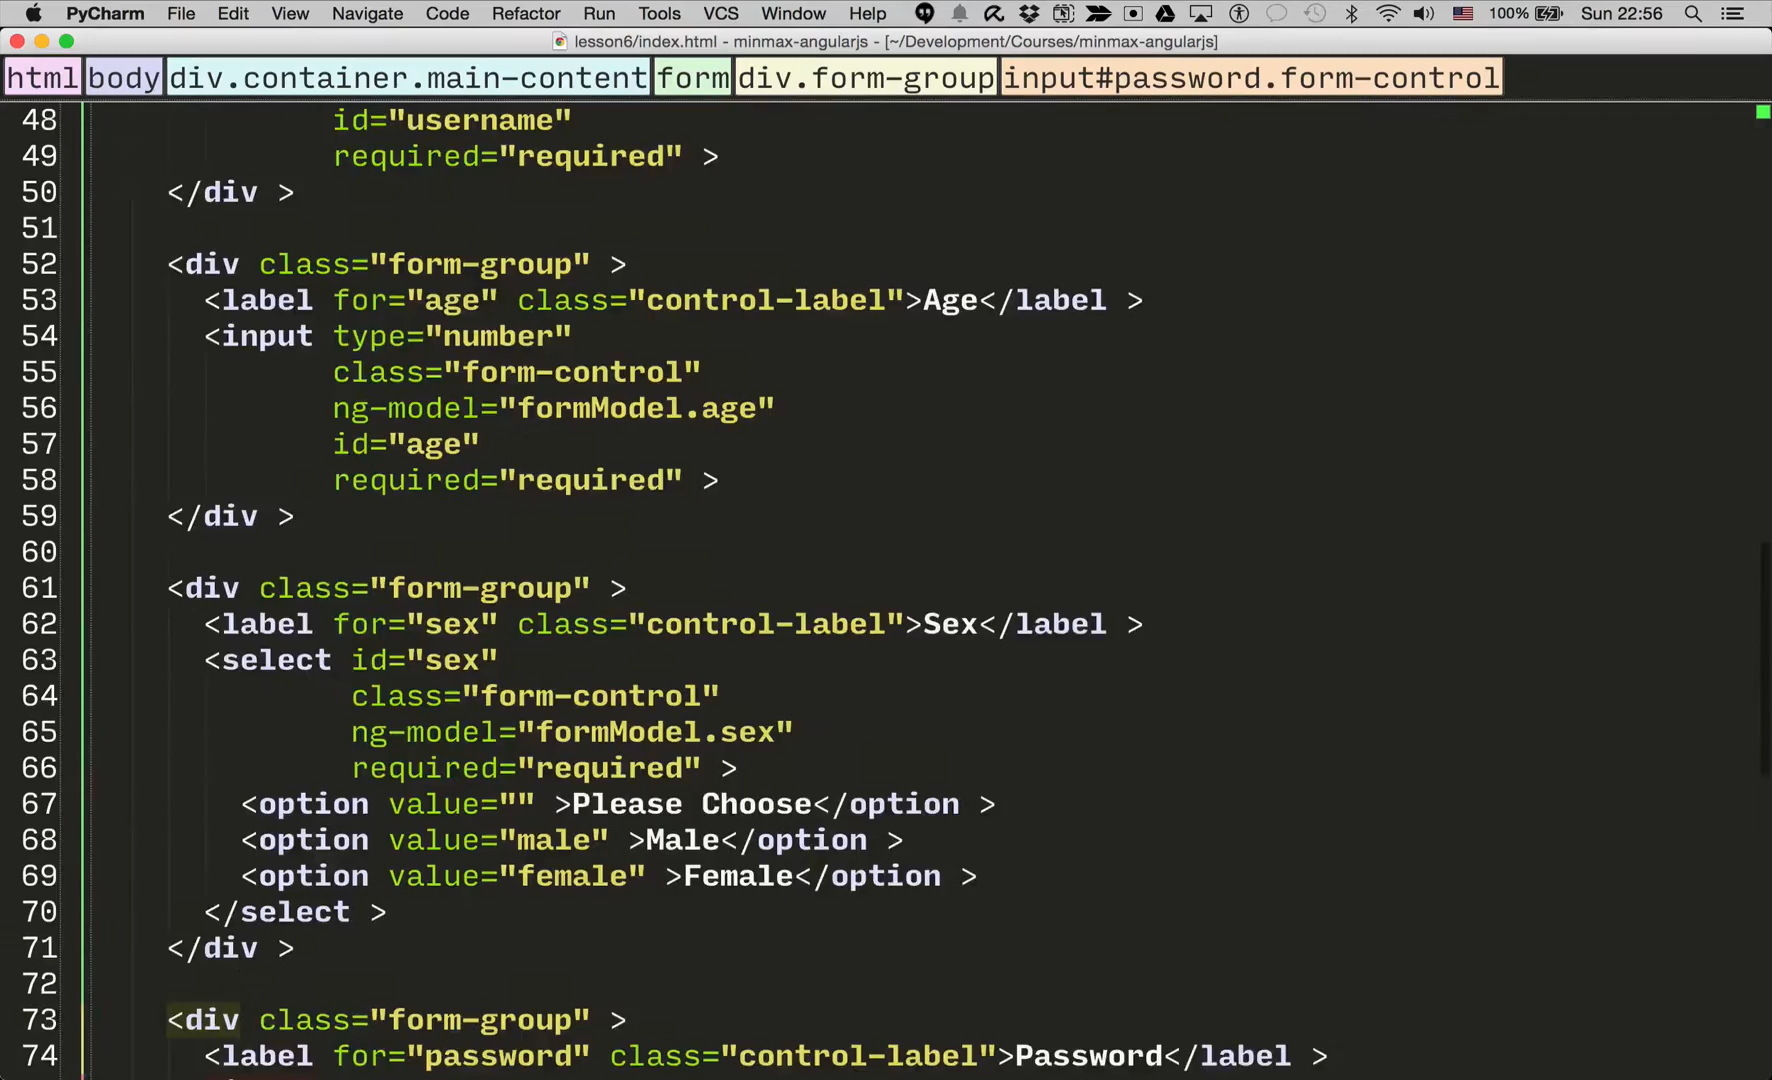 PyCharm File Edit View Navigate Code Refactor Run Tools VCS Window Help 100% Sun 22:56
lesson6/index.html - minmax-angularjs - [~/Development/Courses/minmax-angularjs]
html body div.container.main-content form div.form-group input#password.form-control
48 id="username"
49 required="required" >
50 </div >
51
52 <div class="form-group" >
53 <label for="age" class="control-label">Age</label >
54 <input type="number"
55 class="form-control"
56 ng-model="formModel.age"
57 id="age"
58 required="required" >
59 </div >
60
61 <div class="form-group" >
62 <label for="sex" class="control-label">Sex</label >
63 <select id="sex"
64 class="form-control"
65 ng-model="formModel.sex"
66 required="required" >
67 <option value="" >Please Choose</option >
68 <option value="male" >Male</option >
69 <option value="female" >Female</option >
70 </select >
71 </div >
72
73 <div class="form-group" >
74 <label for="password" class="control-label">Password</label >